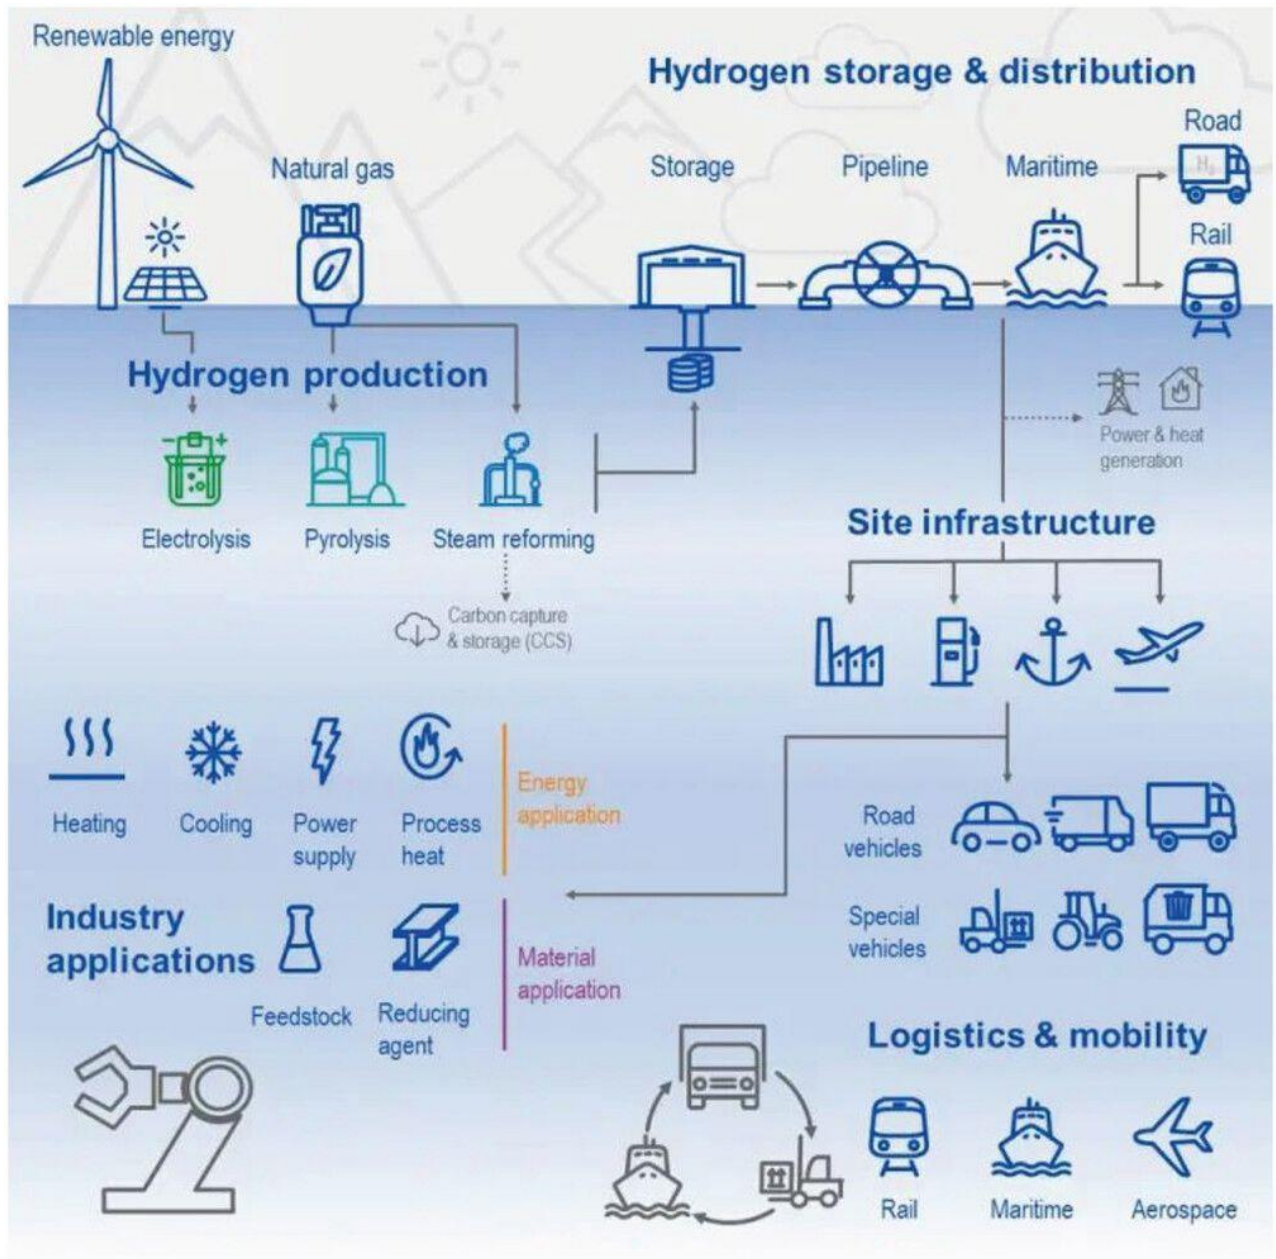 Renewable energy
Hydrogen storage & distribution
Road
H₂
Natural gas
Storage
Pipeline
Maritime
Rail
Hydrogen production
Power & heat
generation
Electrolysis
Pyrolysis
Steam reforming
Site infrastructure
Carbon capture
& storage (CCS)
Heating
Cooling
Power
supply
Process
heat
Energy
application
Road
vehicles
Industry
applications
Feedstock
Reducing
agent
Material
application
Special
vehicles
Logistics & mobility
Rail
Maritime
Aerospace